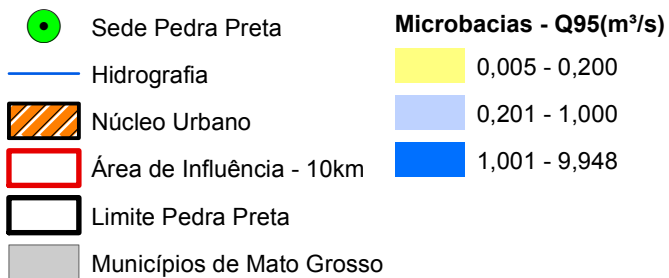 Sede Pedra Preta
Hidrografia
Núcleo Urbano
Área de Influência - 10km
Limite Pedra Preta
Municípios de Mato Grosso
Microbacias - Q95(m³/s)
0,005 - 0,200
0,201 - 1,000
1,001 - 9,948